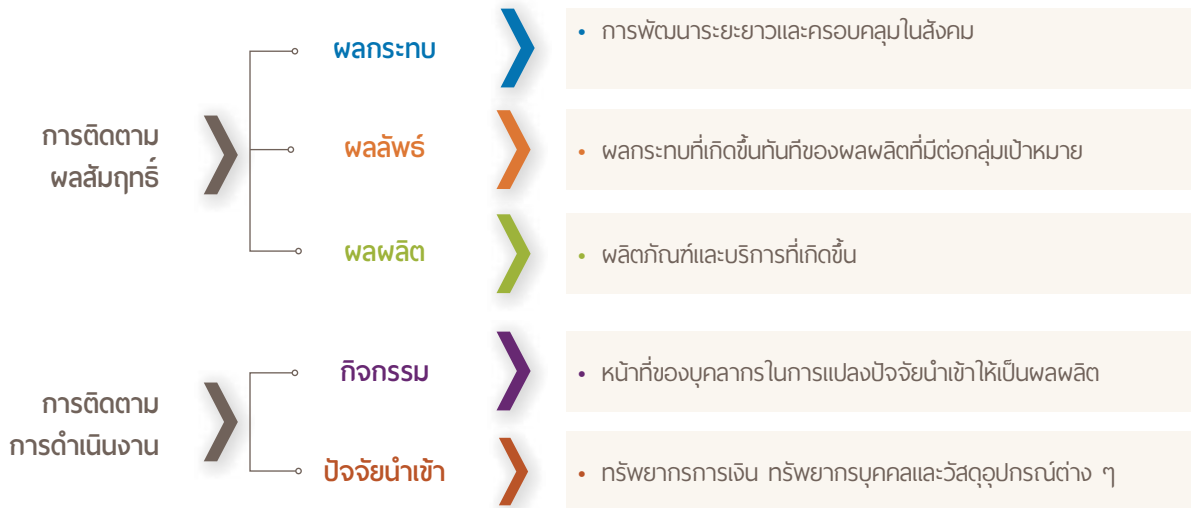 การติดตาม
ผลสัมฤทธิ์
ผลกระทบ
• การพัฒนาระยะยาวและครอบคลุมในสังคม
ผลลัพธ์
• ผลกระทบที่เกิดขึ้นทันทีของผลผลิตที่มีต่อกลุ่มเป้าหมาย
ผลผลิต
• ผลิตภัณฑ์และบริการที่เกิดขึ้น
การติดตาม
การดำเนินงาน
กิจกรรม
• หน้าที่ของบุคลากรในการแปลงปัจจัยนำเข้าให้เป็นผลผลิต
ปัจจัยนำเข้า
• ทรัพยากรการเงิน ทรัพยากรบุคคลและวัสดุอุปกรณ์ต่าง ๆ